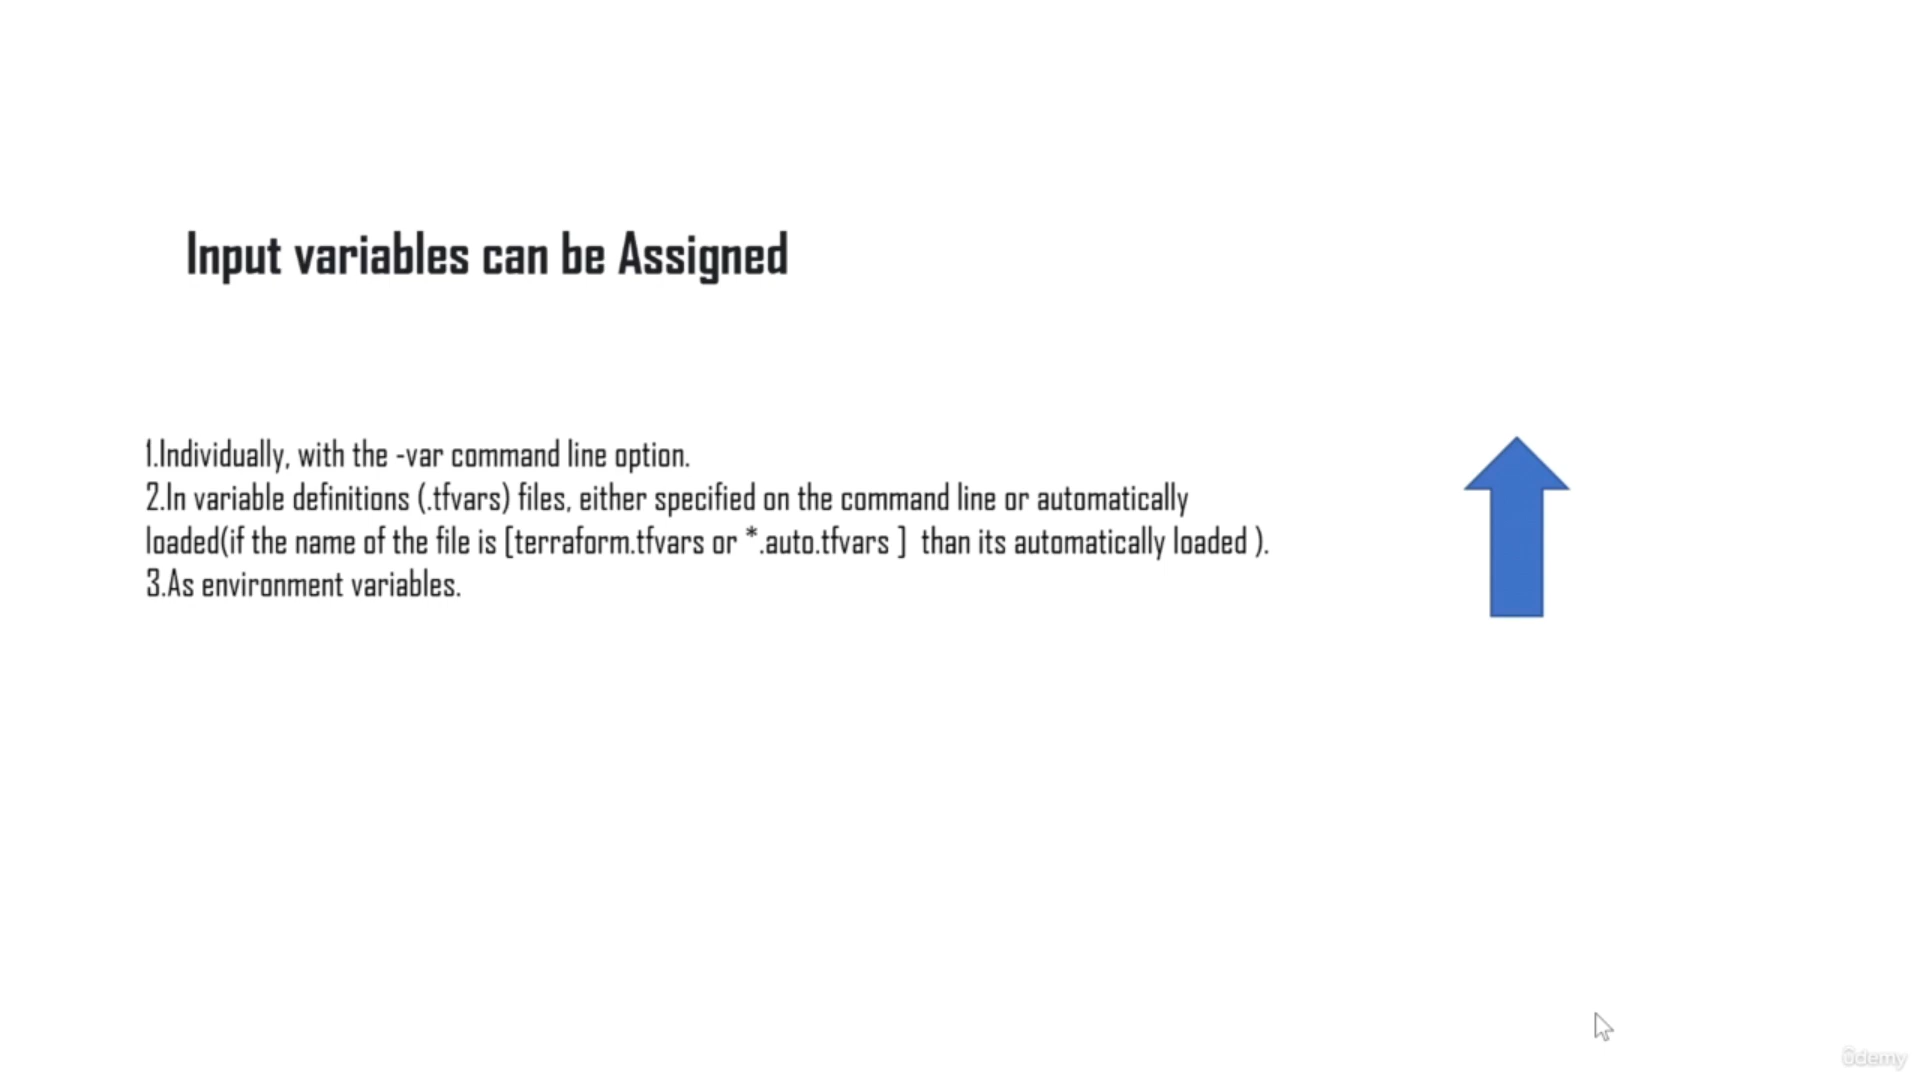 Input variables can be Assigned
1.Individually, with the -var command line option.
2.In variable definitions (.tfvars) files, either specified on the command line or automatically
loaded(if the name of the file is [terraform.tfvars or *.auto.tfvars ]  than its automatically loaded ).
3.As environment variables.
ûdemy